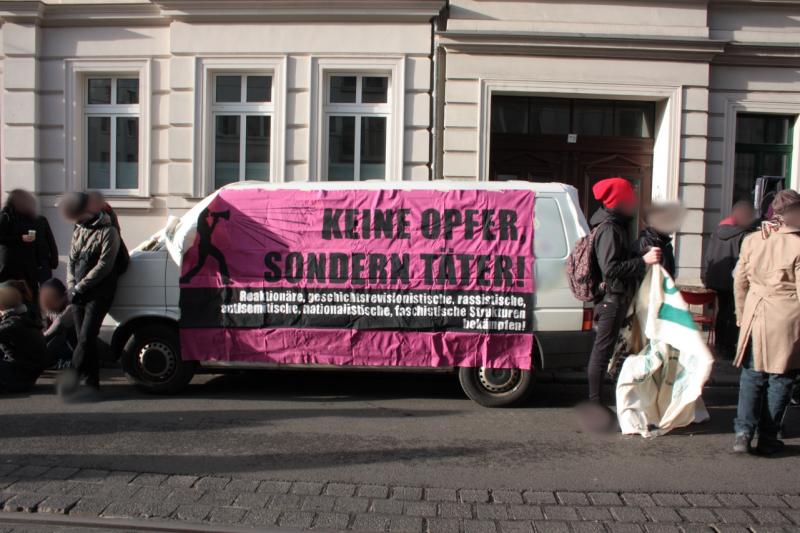 KEINE OPFER,
SONDERN TÄTER!
Reaktionäre, geschichtsrevisionistische, rassistische,
antisemitische, nationalistische, faschistische Strukturen
bekämpfen!